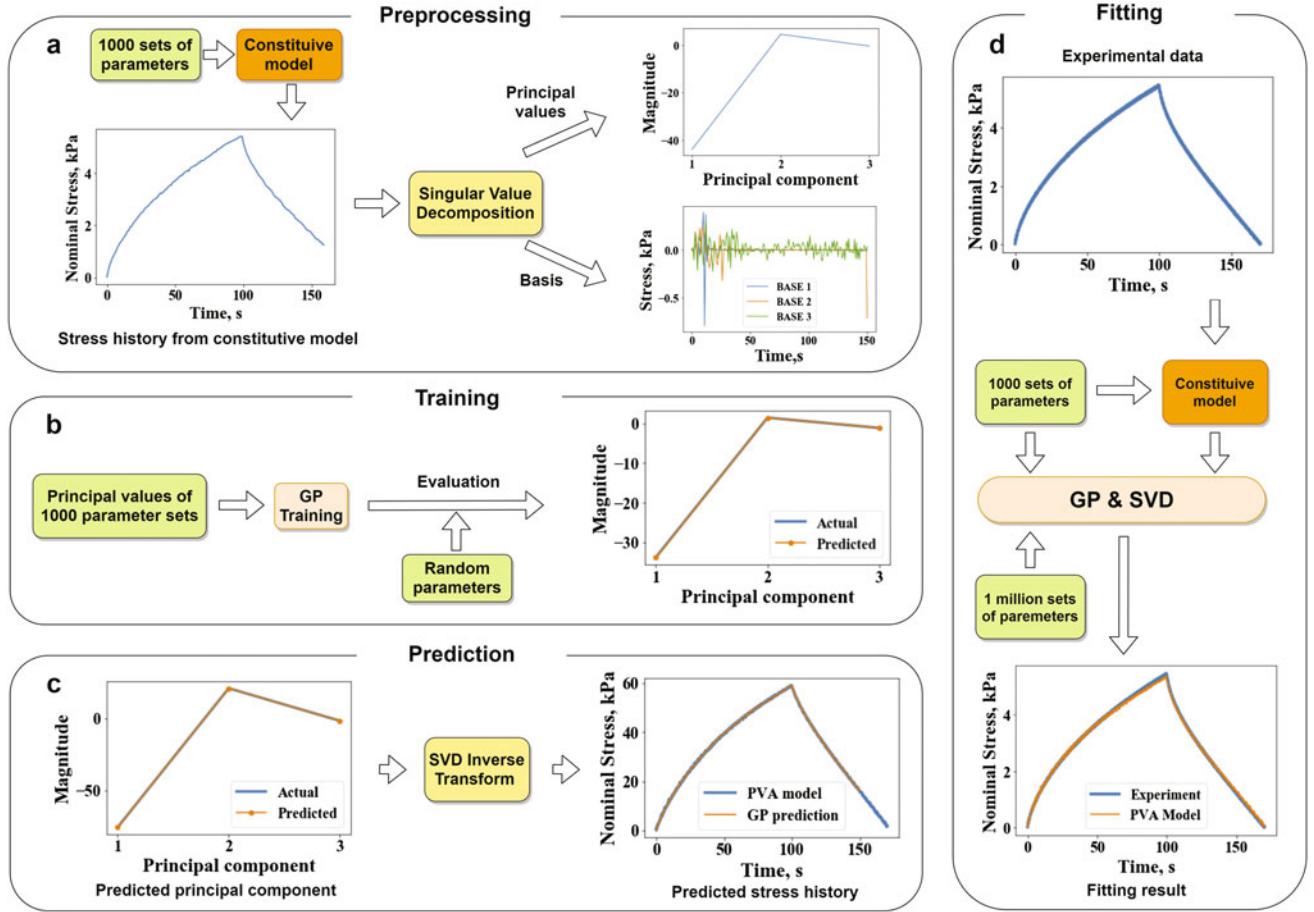 Preprocessing
a
1000 sets of
parameters
Constituive
model
Nominal Stress, kPa
4
2
0
0
50
100
150
Time, s
Stress history from constitutive model
Singular Value
Decomposition
Principal
values
Basis
Magnitude
0
−20
−40
1
2
3
Principal component
Stress, kPa
0.0
−0.5
BASE 1
BASE 2
BASE 3
0
50
100
150
Time,s
Training
b
Principal values of
1000 parameter sets
GP
Training
Evaluation
Random
parameters
Magnitude
0
−10
−20
−30
Actual
Predicted
1
2
3
Principal component
Prediction
c
Magnitude
0
−50
Actual
Predicted
1
2
3
Principal component
Predicted principal component
SVD Inverse
Transform
Nominal Stress, kPa
60
40
20
0
PVA model
GP prediction
0
50
100
150
Time, s
Predicted stress history
Fitting
d
Experimental data
Nominal Stress, kPa
4
2
0
0
50
100
150
Time, s
1000 sets of
parameters
Constituive
model
GP & SVD
1 million sets
of paremeters
Nominal Stress, kPa
4
2
0
Experiment
PVA Model
0
50
100
150
Time, s
Fitting result